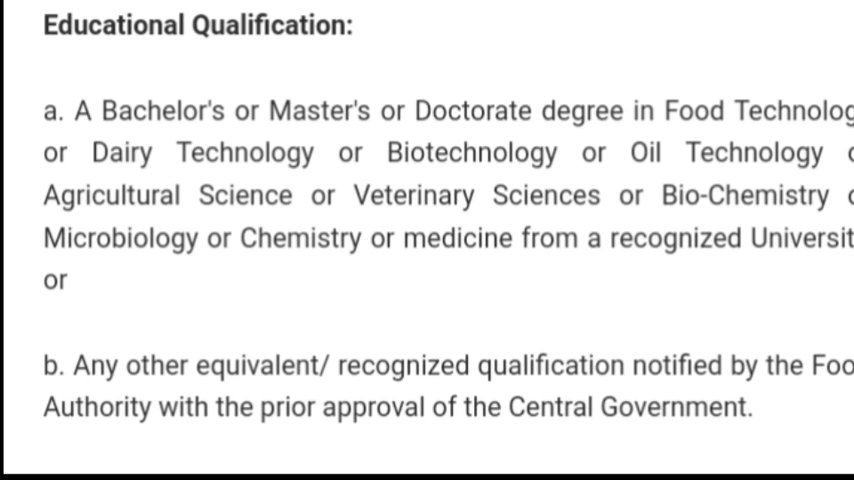 Educational Qualification:
a. A Bachelor's or Master's or Doctorate degree in Food Technolog
or Dairy Technology or Biotechnology or Oil Technology
Agricultural Science or Veterinary Sciences or Bio-Chemistry
Microbiology or Chemistry or medicine from a recognized Universit
or
b. Any other equivalent/ recognized qualification notified by the Foo
Authority with the prior approval of the Central Government.